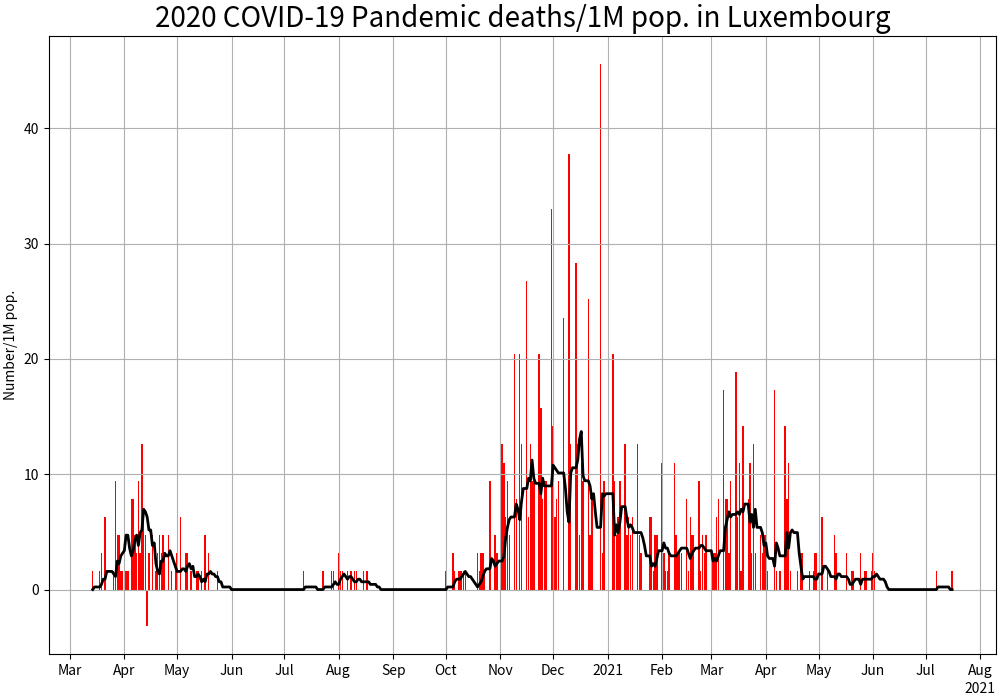 2020 COVID-19 Pandemic deaths/1M pop. in Luxembourg
Number/1M pop.
40
30
20
10
0
Mar Apr May Jun Jul Aug Sep Oct Nov Dec 2021 Feb Mar Apr May Jun Jul Aug
2021